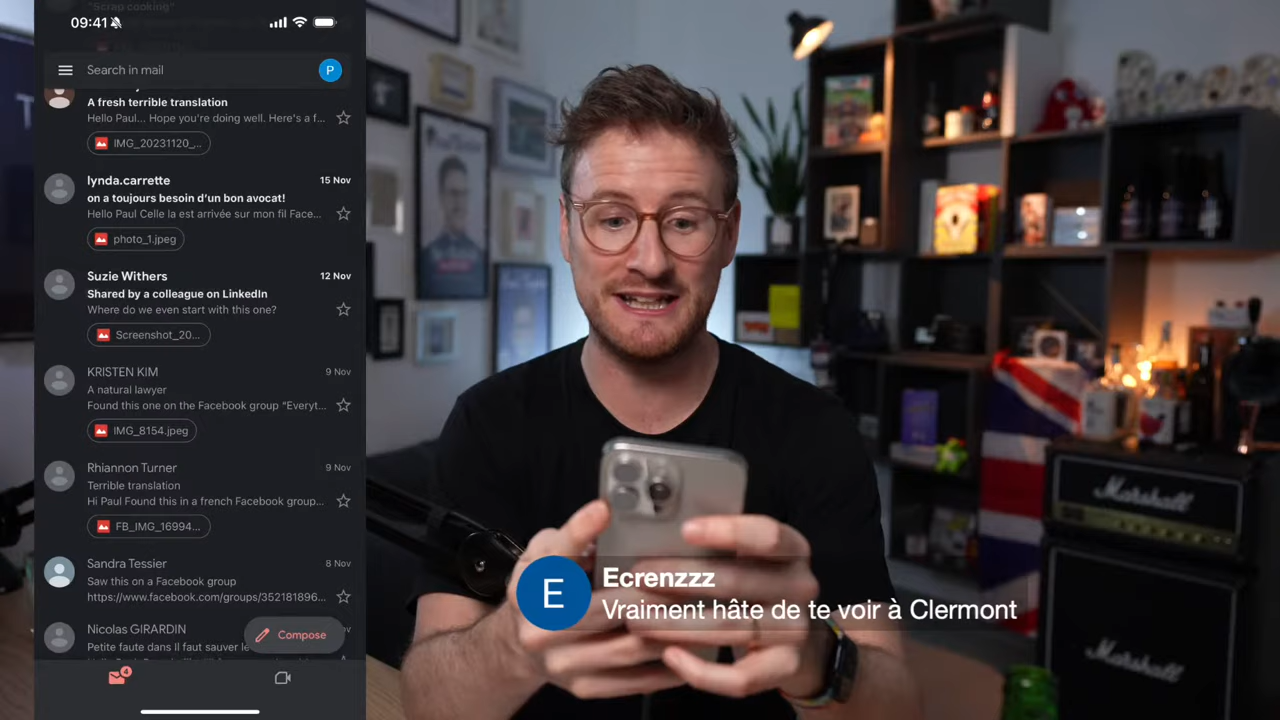 "Scrap cooking"
09:41
Search in mail
P
A fresh terrible translation
Hello Paul... Hope you're doing well. Here's a f...
IMG_20231120_...
lynda.carrette
15 Nov
on a toujours besoin d'un bon avocat!
Hello Paul Celle la est arrivée sur mon fil Face...
photo_1.jpeg
Suzie Withers
12 Nov
Shared by a colleague on LinkedIn
Where do we even start with this one?
Screenshot_20...
KRISTEN KIM
9 Nov
A natural lawyer
Found this one on the Facebook group "Everyt...
IMG_8154.jpeg
Rhiannon Turner
9 Nov
Terrible translation
Hi Paul Found this in a french Facebook group...
FB_IMG_16994...
Sandra Tessier
8 Nov
Saw this on a Facebook group
https://www.facebook.com/groups/352181896...
Nicolas GIRARDIN
Petite faute dans Il faut sauver le
Compose
4
E
Ecrenzzz
Vraiment hâte de te voir à Clermont
Marshall
Marshall